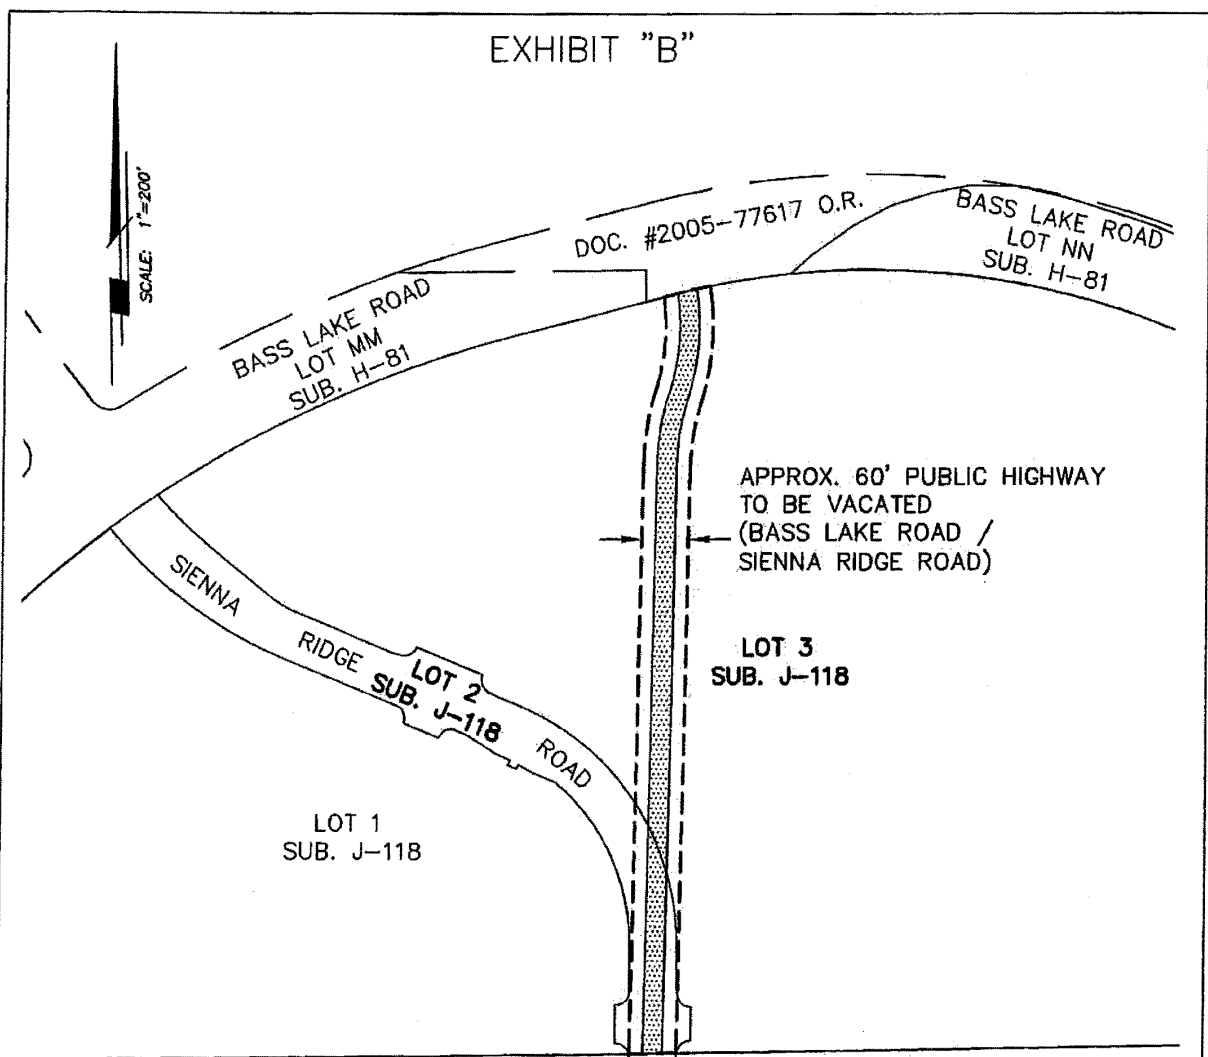 EXHIBIT "B"
SCALE: 1"=200'
DOC. #2005-77617 O.R.
BASS LAKE ROAD
LOT NN
SUB. H-81
BASS LAKE ROAD
LOT MM
SUB. H-81
APPROX. 60' PUBLIC HIGHWAY
TO BE VACATED
(BASS LAKE ROAD /
SIENNA RIDGE ROAD)
SIENNA RIDGE ROAD
LOT 2
SUB. J-118
LOT 3
SUB. J-118
LOT 1
SUB. J-118